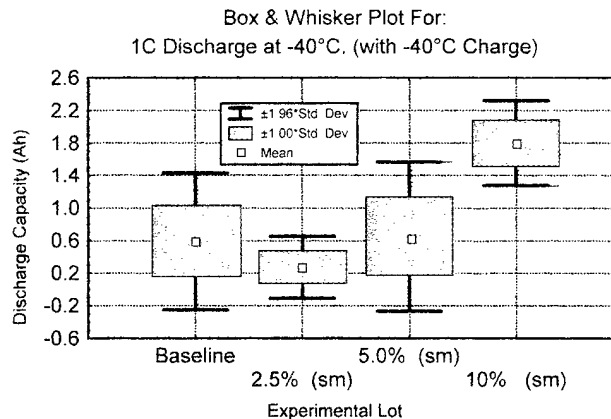 Box & Whisker Plot For:
1C Discharge at -40°C. (with -40°C Charge)
Discharge Capacity (Ah)
2.6
2.2
1.8
1.4
1.0
0.6
0.2
-0.2
-0.6
±1 96*Std Dev
±1 00*Std Dev
Mean
Baseline
5.0% (sm)
2.5% (sm)
10% (sm)
Experimental Lot